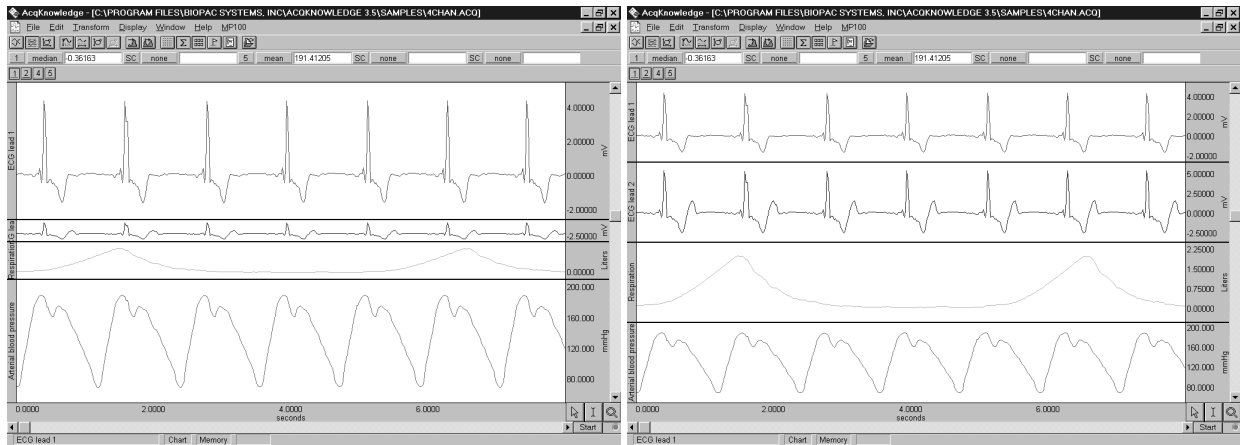 AcqKnowledge - [C:\PROGRAM FILES\BIOPAC SYSTEMS, INC\ACQKNOWLEDGE 3.5\SAMPLES\4CHAN.ACQ]
File Edit Transform Display Window Help MP100
1 median -0.36163 SC none 5 mean 191.41205 SC none SC none
1 2 4 5
ECG lead 1
4.00000
2.00000
0.00000
-2.00000
mV
G lea
-2.50000
mV
Respiration
0.00000
Liters
Arterial blood pressure
200.000
160.000
120.000
80.0000
mmHg
0.0000 2.0000 4.0000 6.0000
seconds
Start
ECG lead 1 Chart Memory
AcqKnowledge - [C:\PROGRAM FILES\BIOPAC SYSTEMS, INC\ACQKNOWLEDGE 3.5\SAMPLES\4CHAN.ACQ]
File Edit Transform Display Window Help MP100
1 median -0.36163 SC none 5 mean 191.41205 SC none SC none
1 2 4 5
ECG lead 1
4.00000
2.00000
0.00000
-2.00000
mV
ECG lead 2
5.00000
2.50000
0.00000
-2.50000
mV
Respiration
2.25000
1.50000
0.75000
0.00000
Liters
Arterial blood pressure
200.000
160.000
120.000
80.0000
mmHg
0.0000 2.0000 4.0000 6.0000
seconds
Start
ECG lead 1 Chart Memory